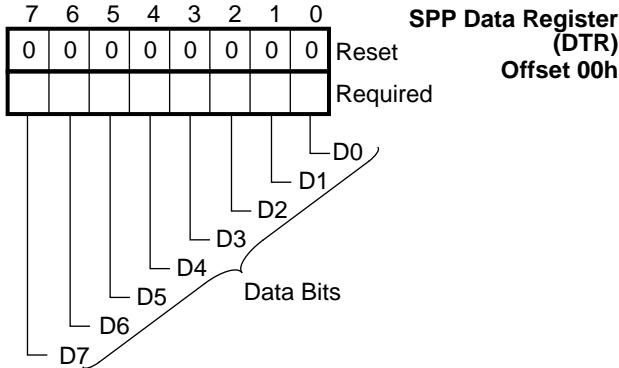 7 6 5 4 3 2 1 0
SPP Data Register
(DTR)
Offset 00h
0 0 0 0 0 0 0 0 Reset
Required
D0
D1
D2
D3
D4
Data Bits
D5
D6
D7